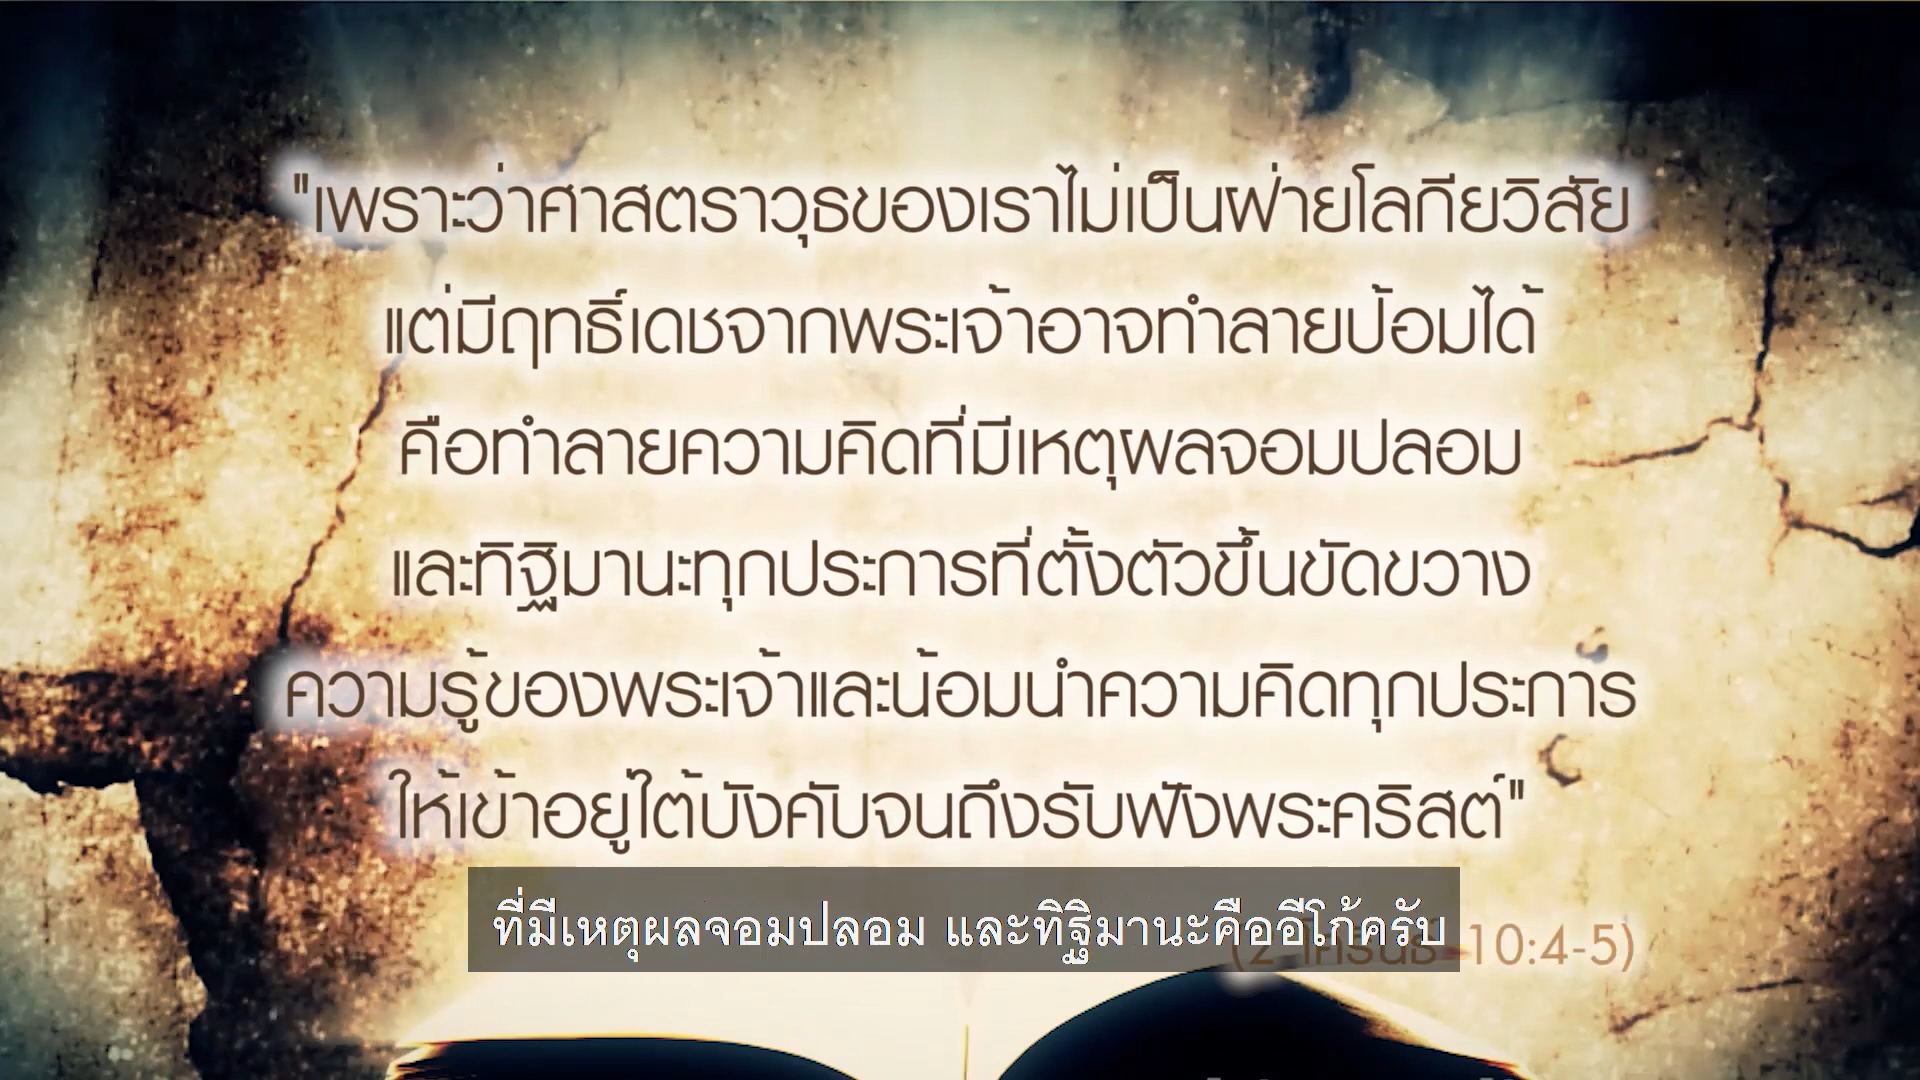 "เพราะว่าศาสตราวุธของเราไม่เป็นฝ่ายโลกียวิสัย
แต่มีฤทธิ์เดชจากพระเจ้าอาจทำลายป้อมได้
คือทำลายความคิดที่มีเหตุผลจอมปลอม
และทิฐิมานะทุกประการที่ตั้งตัวขึ้นขัดขวาง
ความรู้ของพระเจ้าและน้อมนำความคิดทุกประการ
ให้เข้าอยู่ใต้บังคับจนถึงรับฟังพระคริสต์"
ที่มีเหตุผลจอมปลอม และทิฐิมานะคืออีโก้ครับ
10:4-5)